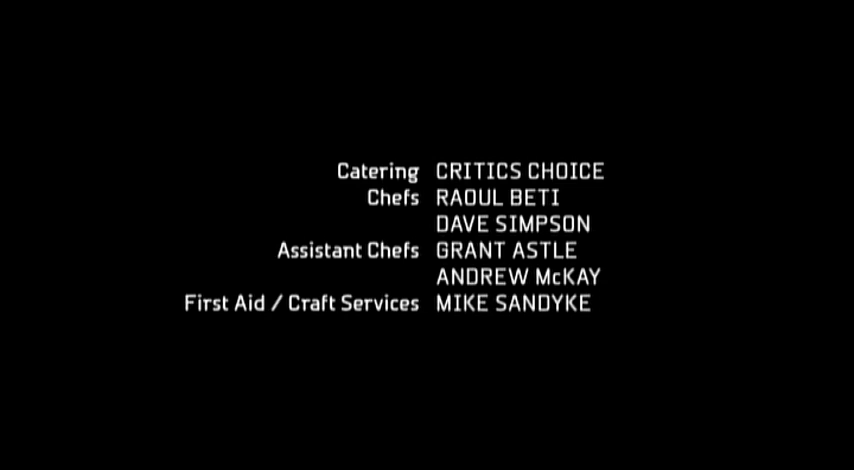 Catering CRITICS CHOICE
Chefs RAOUL BETI
DAVE SIMPSON
Assistant Chefs GRANT ASTLE
ANDREW McKAY
First Aid / Craft Services MIKE SANDYKE